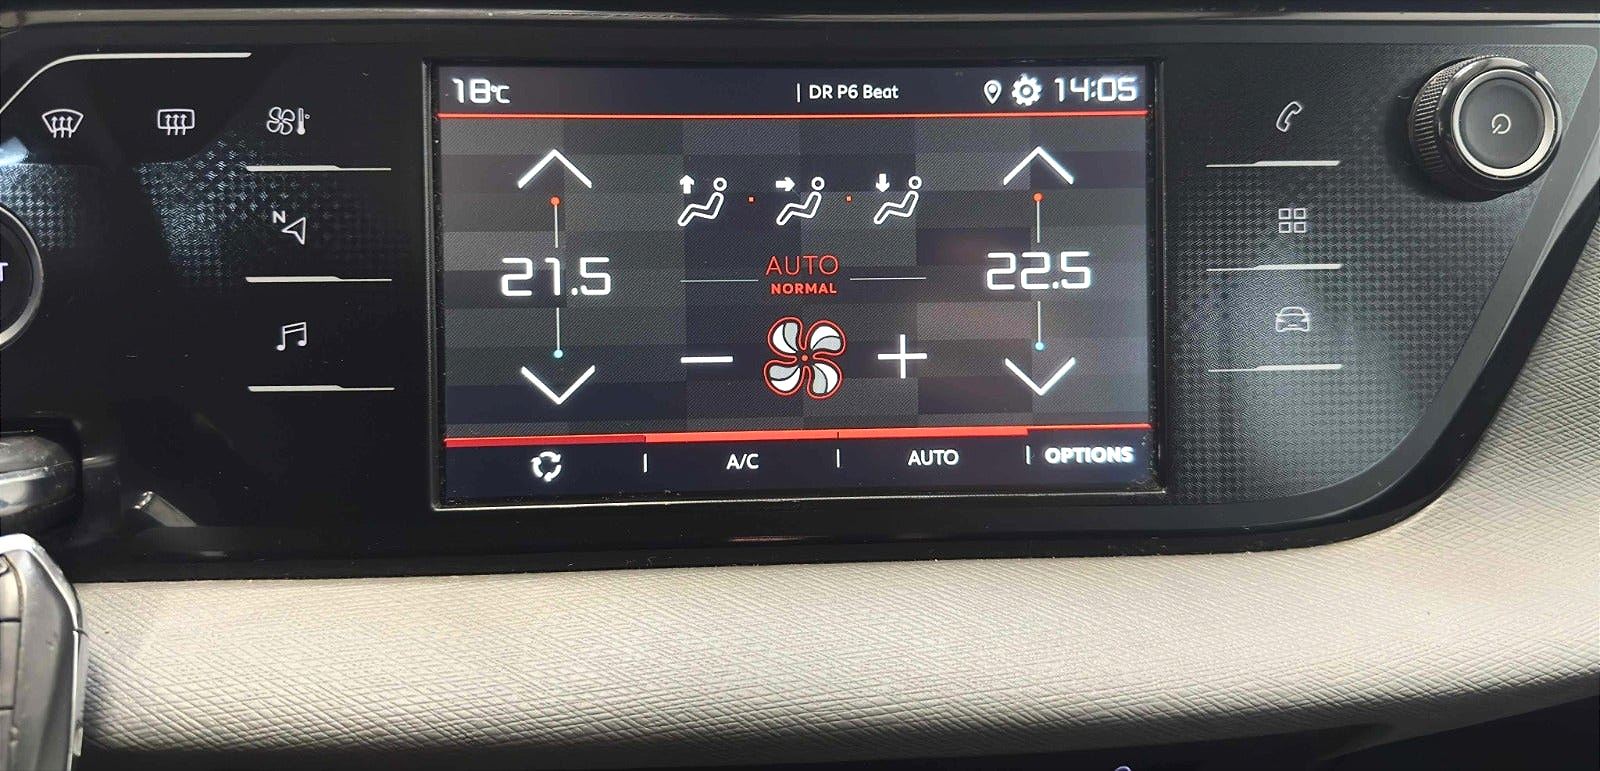 18°C | DR P6 Beat 14:05
N
21.5
AUTO
NORMAL
22.5
A/C | AUTO | OPTIONS